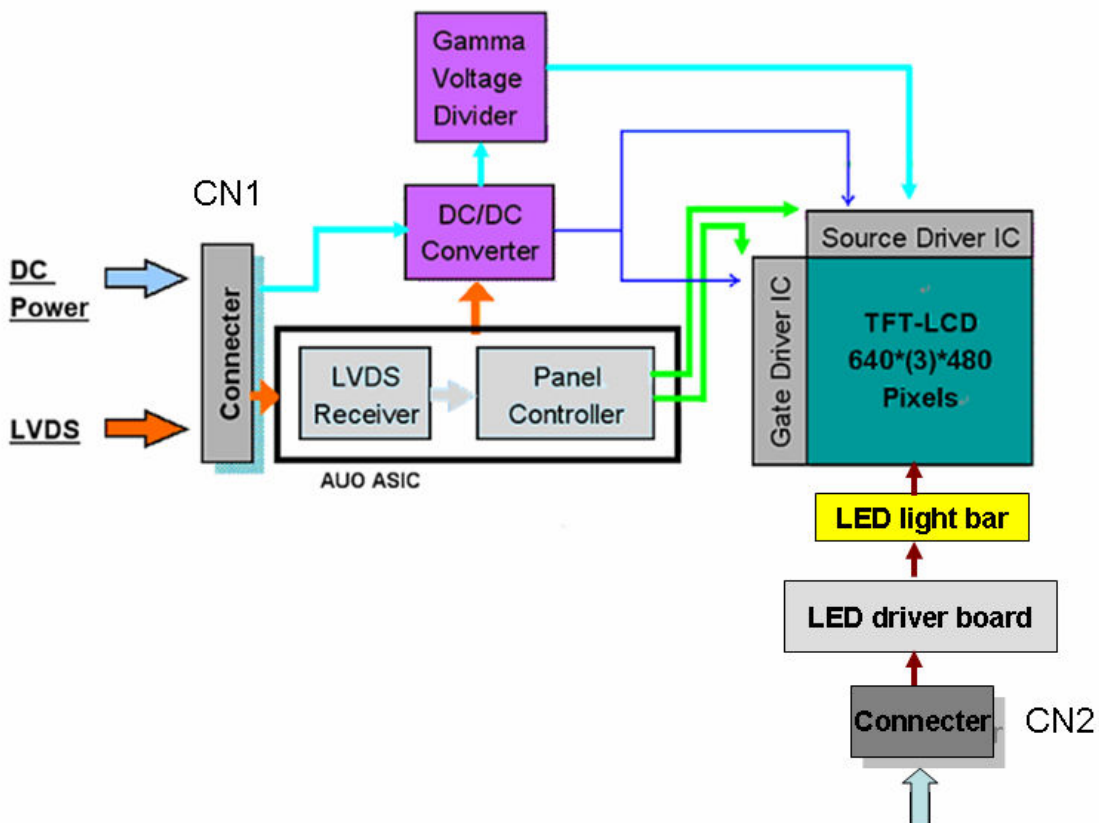 Gamma
Voltage
Divider
CN1
DC/DC
Converter
Source Driver IC
DC
Power
Connecter
Gate Driver IC
TFT-LCD
640*(3)*480
Pixels
LVDS
Receiver
Panel
Controller
LVDS
AUO ASIC
LED light bar
LED driver board
Connecter
CN2